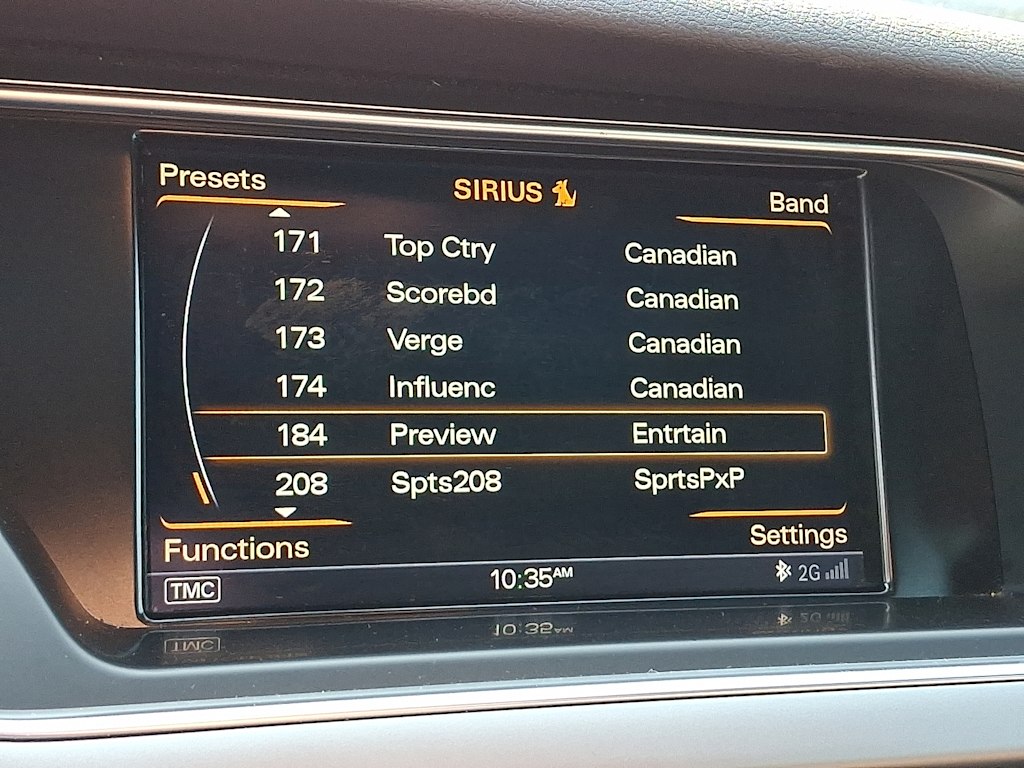 Presets
SIRIUS
Band
171 Top Ctry Canadian
172 Scorebd Canadian
173 Verge Canadian
174 Influenc Canadian
184 Preview Entrtain
208 Spts208 SprtsPxP
Functions
Settings
TMC
10:35AM
2G